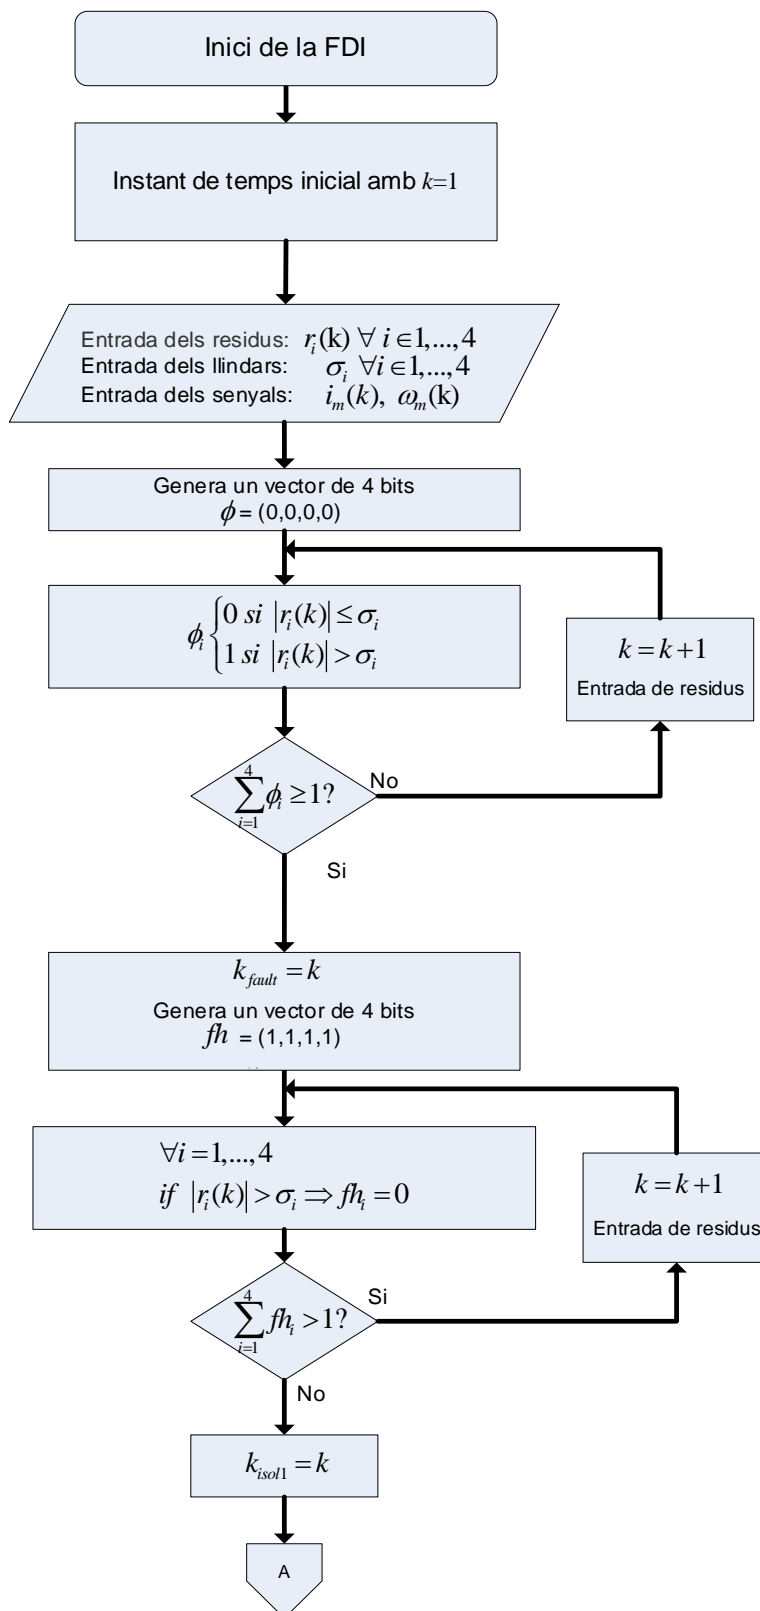 Inici de la FDI
Instant de temps inicial amb k=1
Entrada dels residus: r_i(k) ∀ i ∈ 1,...,4
Entrada dels llindars: σ_i ∀i ∈ 1,...,4
Entrada dels senyals: i_m(k), ω_m(k)
Genera un vector de 4 bits
ϕ = (0,0,0,0)
ϕ_i { 0 si |r_i(k)| ≤ σ_i
1 si |r_i(k)| > σ_i
k = k+1
Entrada de residus
∑_{i=1}^{4} ϕ_i ≥ 1?
No
Si
k_fault = k
Genera un vector de 4 bits
fh = (1,1,1,1)
∀i = 1,...,4
if |r_i(k)| > σ_i ⇒ fh_i = 0
k = k+1
Entrada de residus
∑_{i=1}^{4} fh_i > 1?
Si
No
k_isol1 = k
A